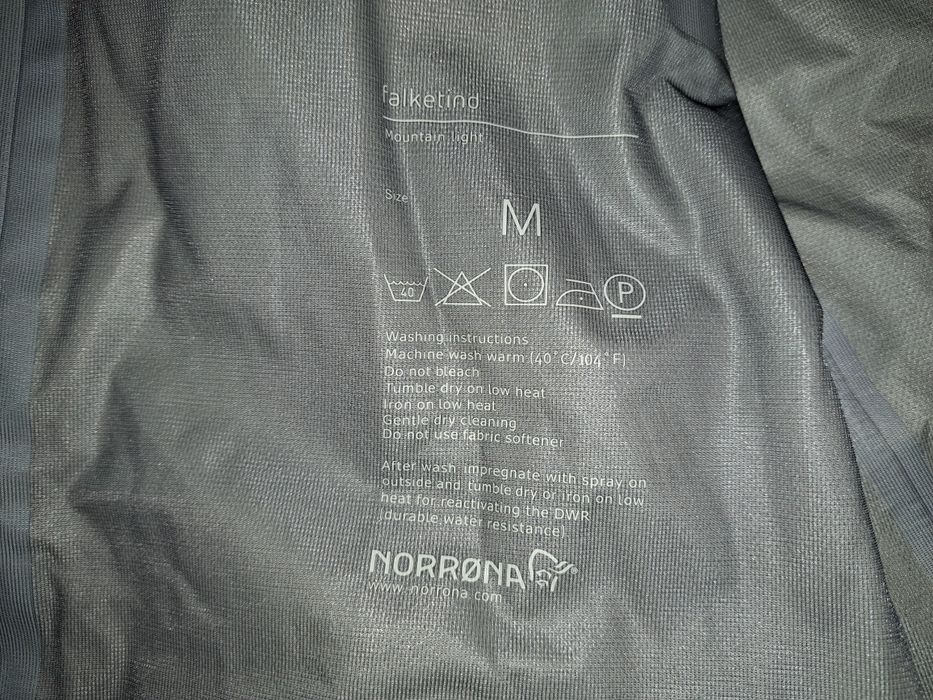 falketind
Mountain light
Size
M
40
P
Washing instructions
Machine wash warm (40°C/104°F)
Do not bleach
Tumble dry on low heat
Iron on low heat
Gentle dry cleaning
Do not use fabric softener
After wash, impregnate with spray on
outside and tumble dry or iron on low
heat for reactivating the DWR
(durable water resistance)
NORRØNA
www.norrona.com